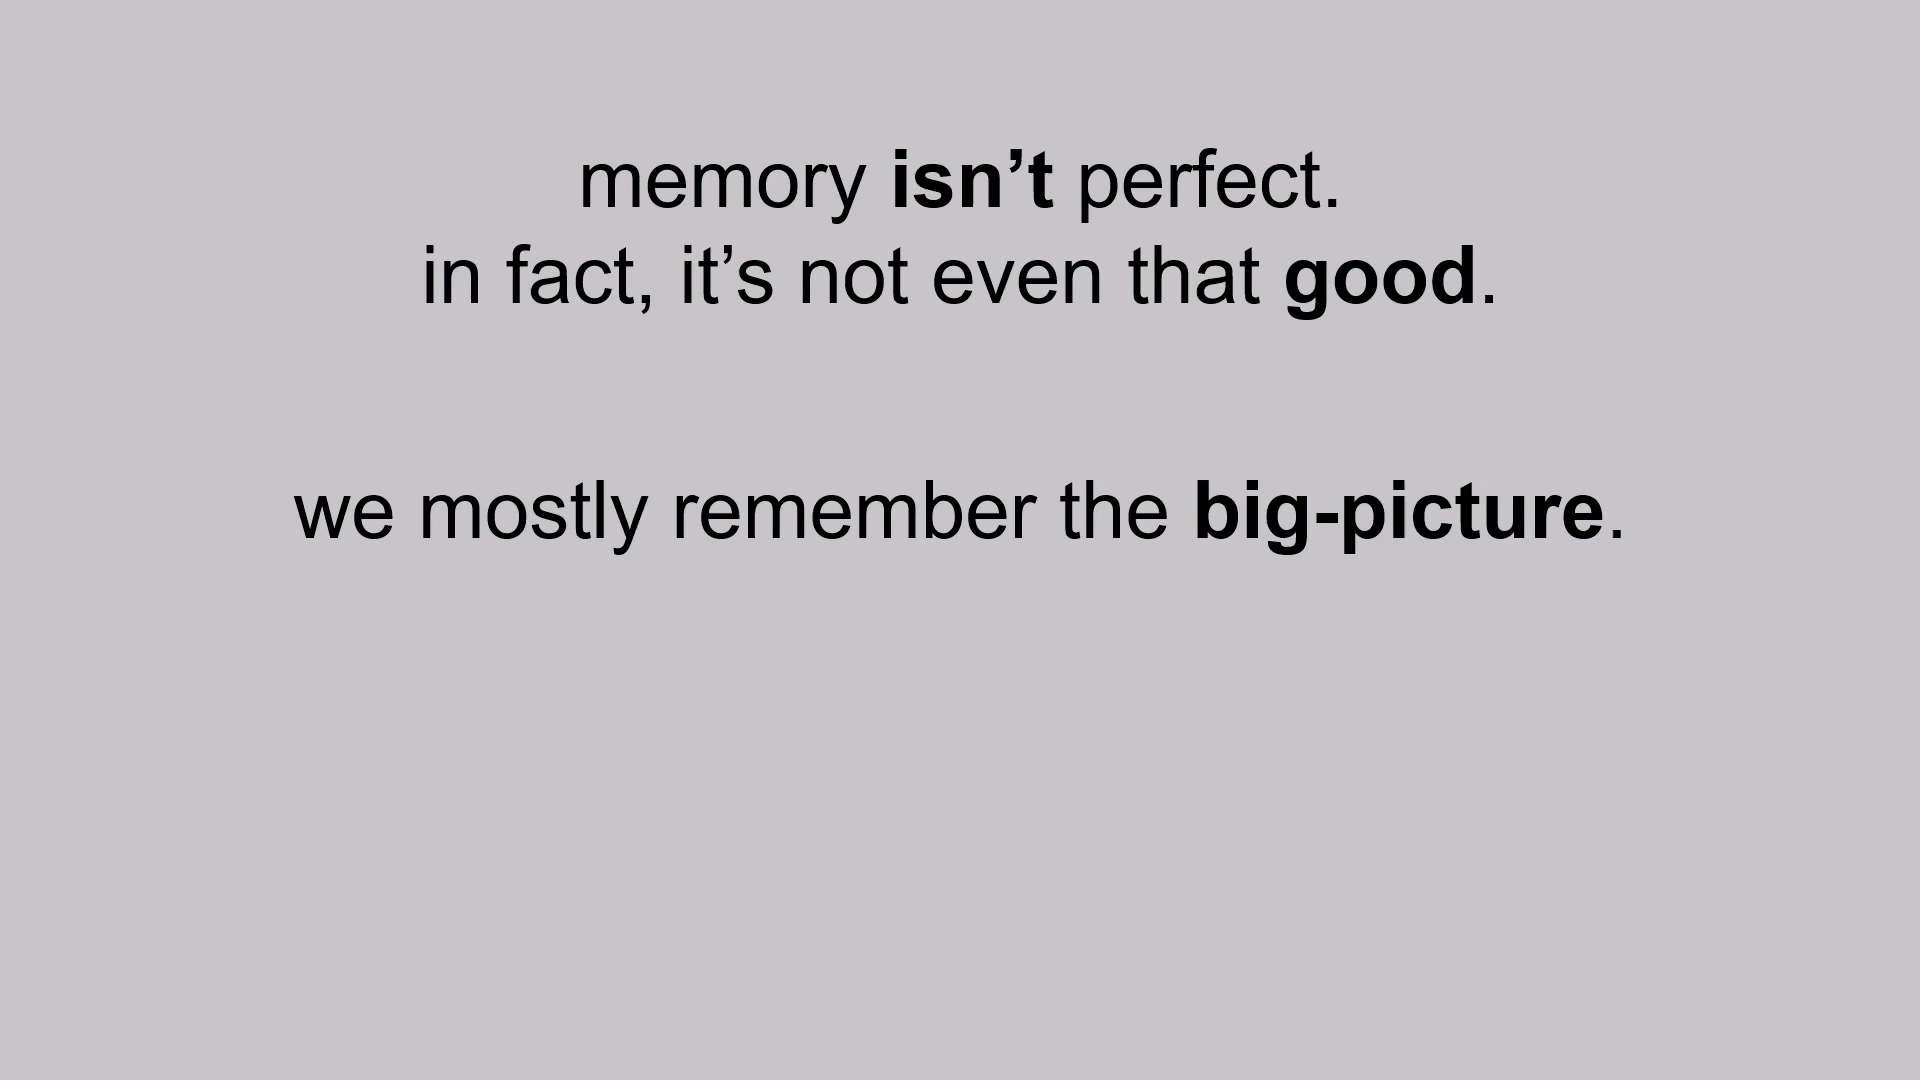 memory isn’t perfect.
in fact, it’s not even that good.
we mostly remember the big-picture.